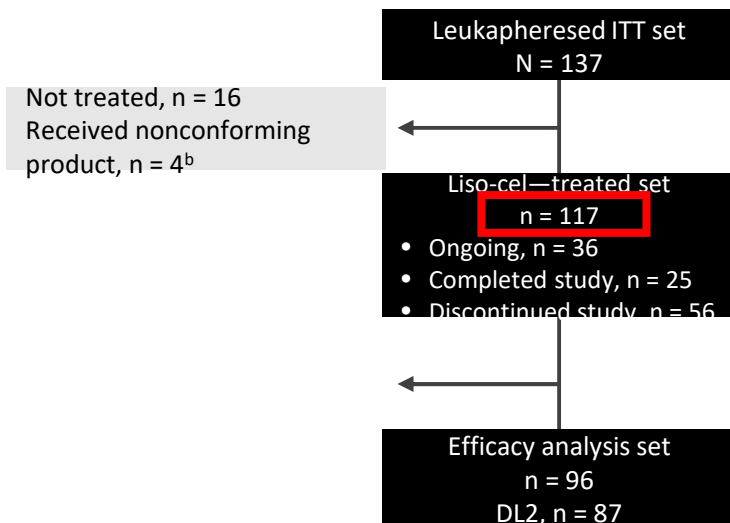 Leukapheresed ITT set
N = 137
Not treated, n = 16
Received nonconforming
product, n = 4ᵇ
Liso-cel—treated set
n = 117
• Ongoing, n = 36
• Completed study, n = 25
• Discontinued study, n = 56
Efficacy analysis set
n = 96
DL2, n = 87